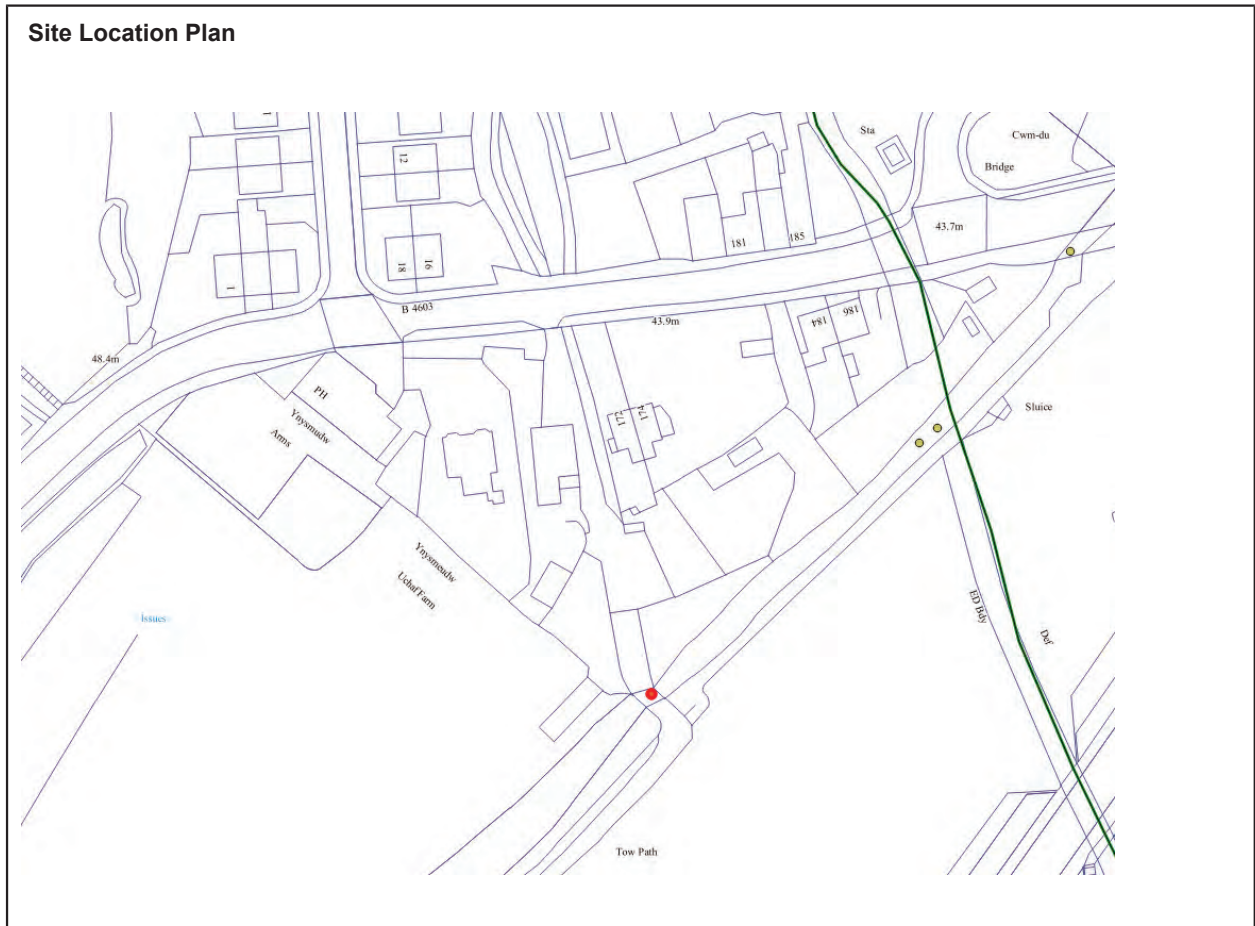 Site Location Plan
Sta
Cwm-du
Bridge
12
181
185
43.7m
18
16
1
B 4603
43.9m
184
186
48.4m
PH
Ynysmudw
Arms
172
174
Sluice
Ynysmeudw
Uchaf Farm
Issues
ED Bdy
Def
Tow Path